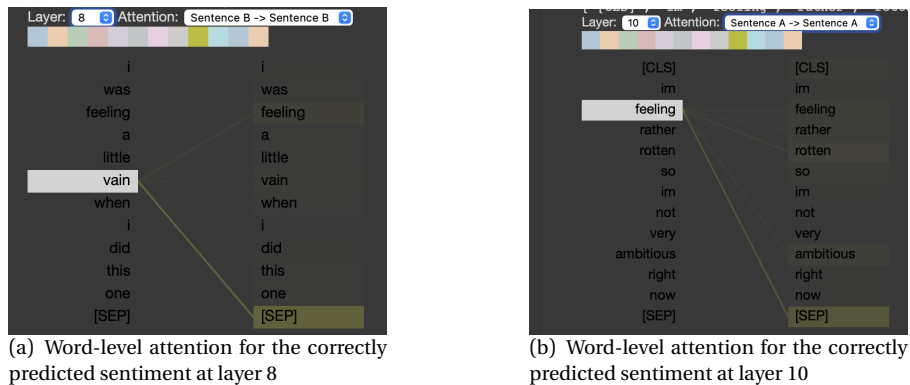 Layer: 8 Attention: Sentence B -> Sentence B
i i
was was
feeling feeling
a a
little little
vain vain
when when
i i
did did
this this
one one
[SEP] [SEP]
(a) Word-level attention for the correctly
predicted sentiment at layer 8
Layer: 10 Attention: Sentence A -> Sentence A
[CLS] [CLS]
im im
feeling feeling
rather rather
rotten rotten
so so
im im
not not
very very
ambitious ambitious
right right
now now
[SEP] [SEP]
(b) Word-level attention for the correctly
predicted sentiment at layer 10